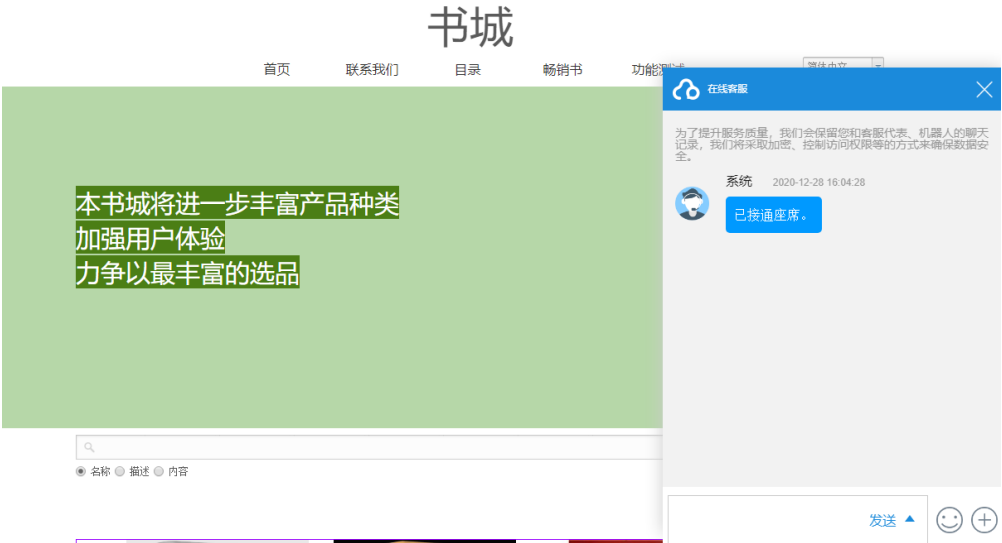 书城
首页 联系我们 目录 畅销书 功能测试
简体中文
在线客服
为了提升服务质量，我们会保留您和客服代表、机器人的聊天
记录，我们将采取加密、控制访问权限等的方式来确保数据安
全。
系统 2020-12-28 16:04:28
已接通座席。
本书城将进一步丰富产品种类
加强用户体验
力争以最丰富的选品
名称 描述 内容
发送